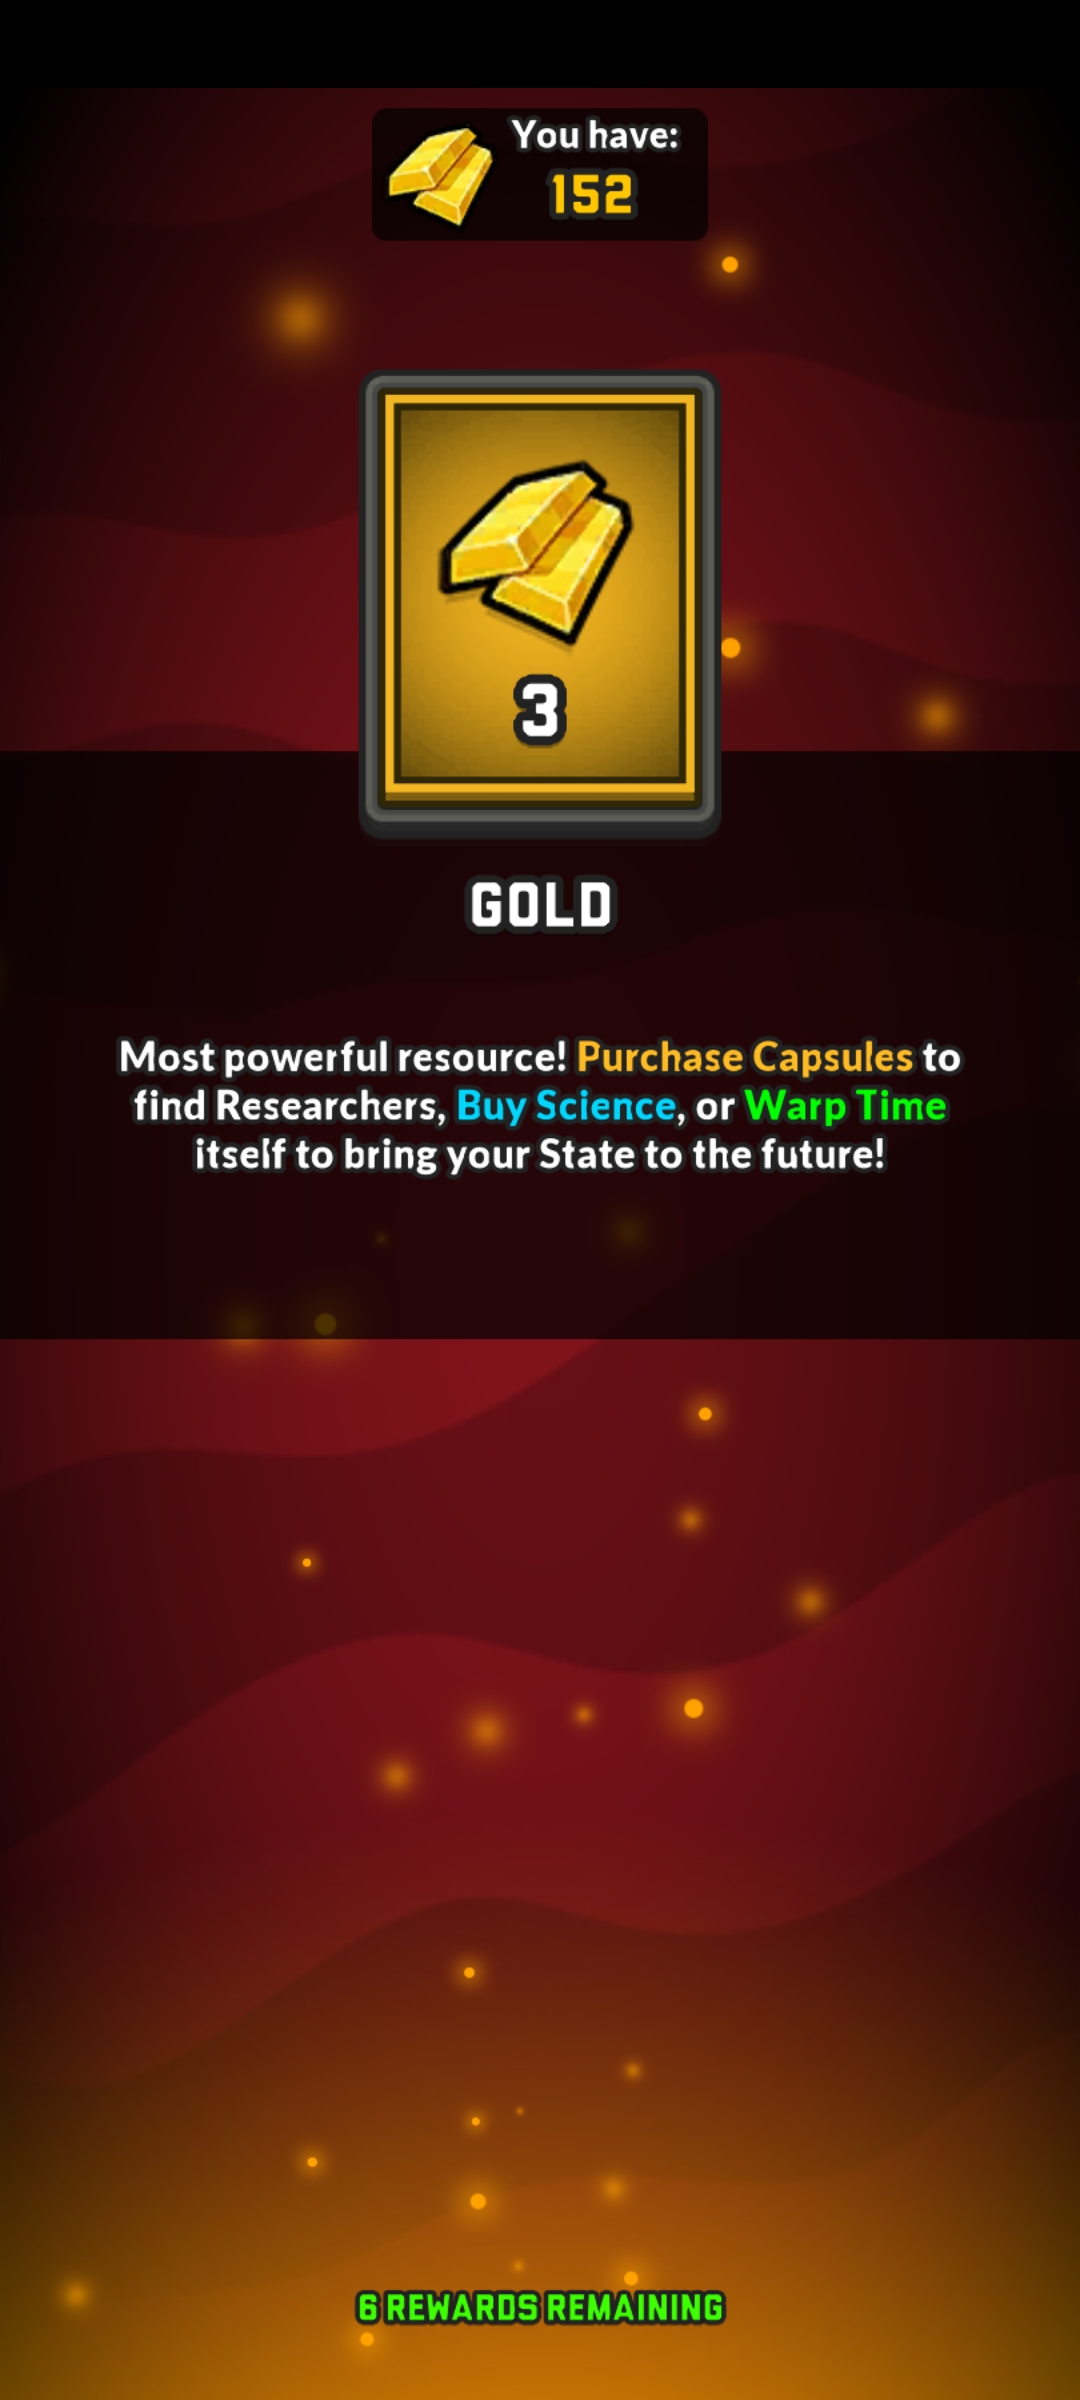 You have:
152
3
GOLD
Most powerful resource! Purchase Capsules to
find Researchers, Buy Science, or Warp Time
itself to bring your State to the future!
6 REWARDS REMAINING